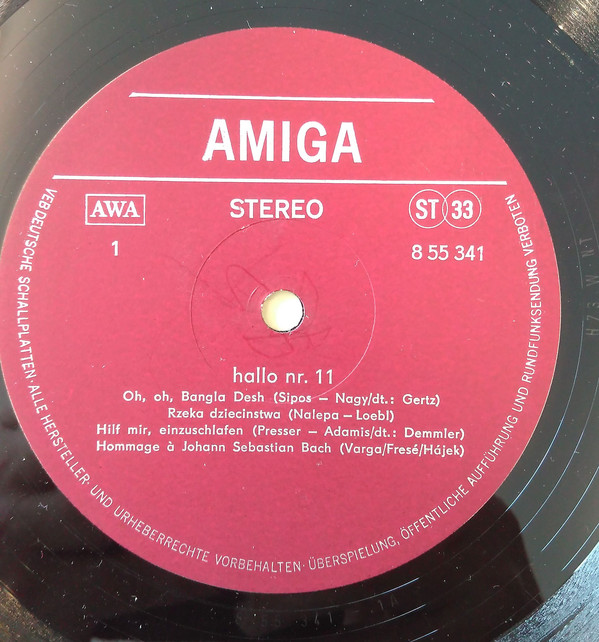 AMIGA
AWA
STEREO
ST 33
1
8 55 341
hallo nr. 11
Oh, oh, Bangla Desh (Sipos – Nagy/dt.: Gertz)
Rzeka dziecinstwa (Nalepa – Loebl)
Hilf mir, einzuschlafen (Presser – Adamis/dt.: Demmler)
Hommage à Johann Sebastian Bach (Varga/Fresé/Hájek)
VEB DEUTSCHE SCHALLPLATTEN · ALLE HERSTELLER- UND URHEBERRECHTE VORBEHALTEN · ÜBERSPIELUNG, ÖFFENTLICHE AUFFÜHRUNG UND RUNDFUNKSENDUNG VERBOTEN